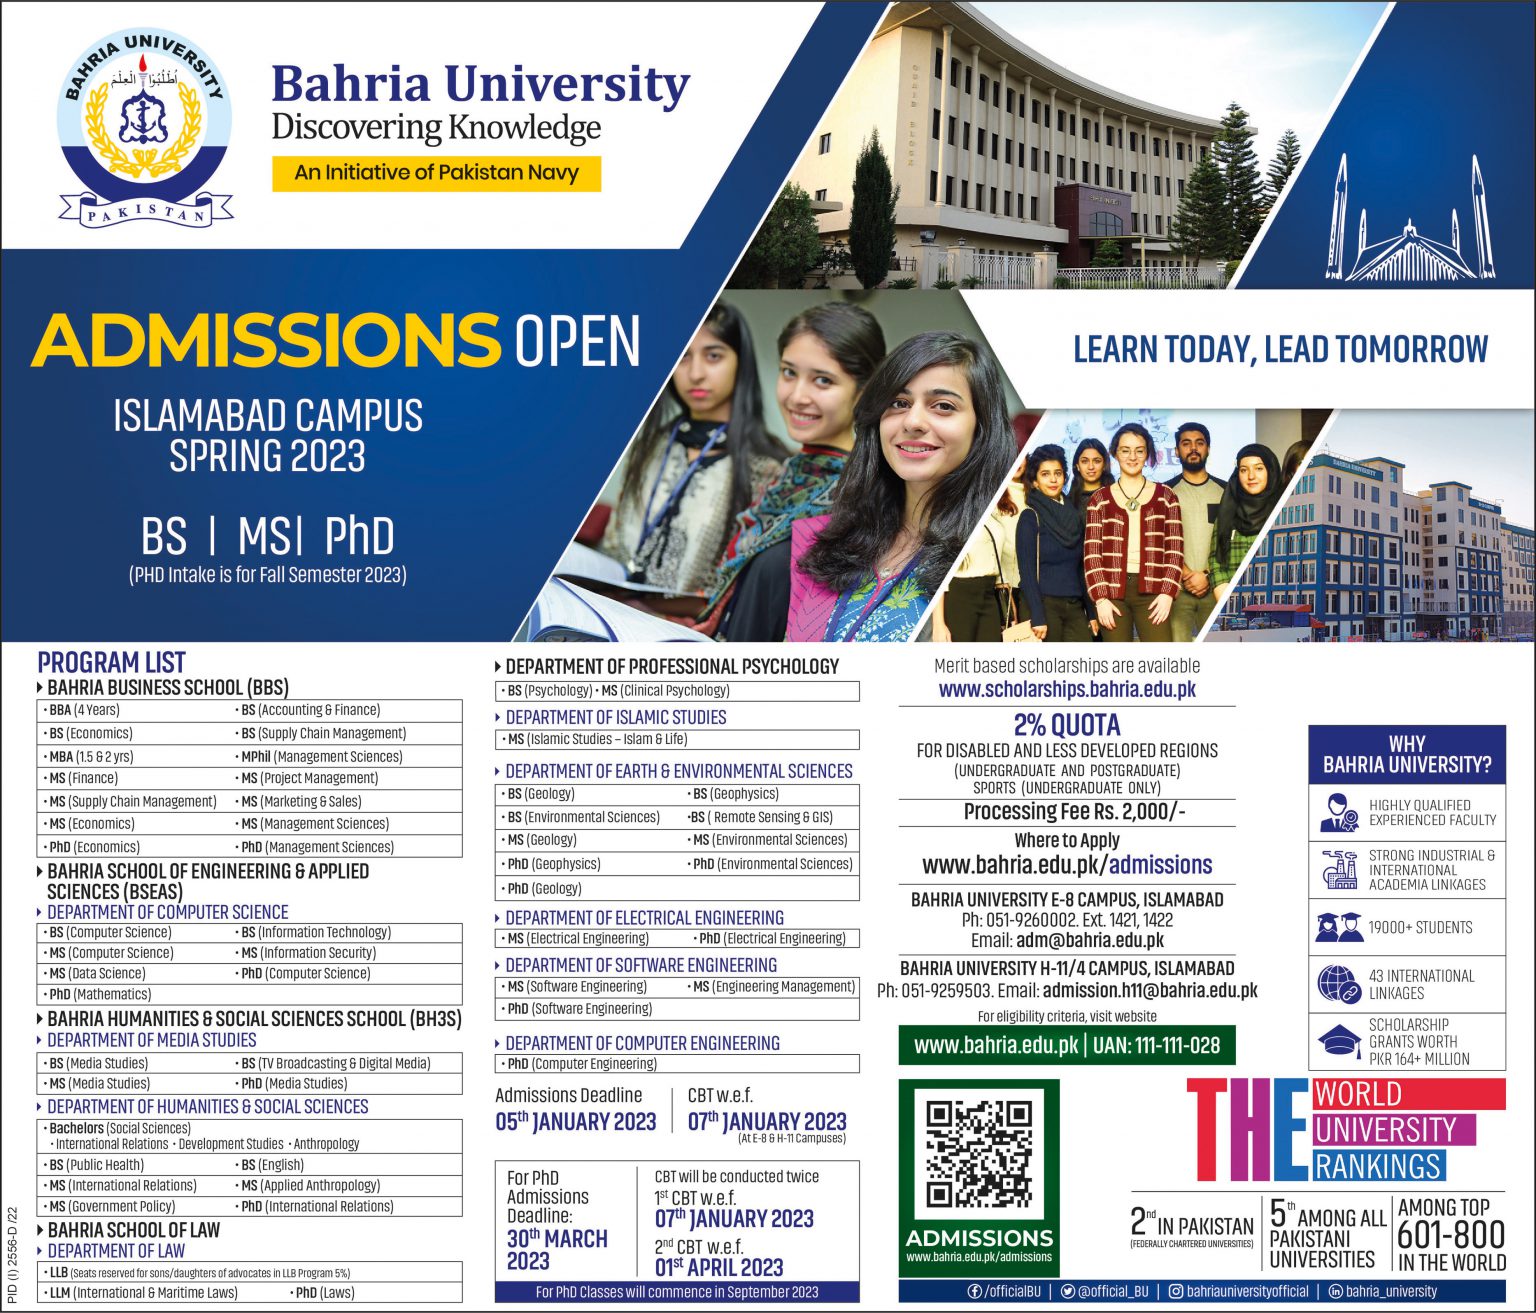 BAHRIA UNIVERSITY
اُطْلُبُوا الْعِلْمَ
PAKISTAN
Bahria University
Discovering Knowledge
An Initiative of Pakistan Navy
ADMISSIONS OPEN
ISLAMABAD CAMPUS
SPRING 2023
BS | MS| PhD
(PHD Intake is for Fall Semester 2023)
LEARN TODAY, LEAD TOMORROW
BAHRIA UNIVERSITY
PROGRAM LIST
BAHRIA BUSINESS SCHOOL (BBS)
• BBA (4 Years) • BS (Accounting & Finance)
• BS (Economics) • BS (Supply Chain Management)
• MBA (1.5 & 2 yrs) • MPhil (Management Sciences)
• MS (Finance) • MS (Project Management)
• MS (Supply Chain Management) • MS (Marketing & Sales)
• MS (Economics) • MS (Management Sciences)
• PhD (Economics) • PhD (Management Sciences)
BAHRIA SCHOOL OF ENGINEERING & APPLIED
SCIENCES (BSEAS)
DEPARTMENT OF COMPUTER SCIENCE
• BS (Computer Science) • BS (Information Technology)
• MS (Computer Science) • MS (Information Security)
• MS (Data Science) • PhD (Computer Science)
• PhD (Mathematics)
BAHRIA HUMANITIES & SOCIAL SCIENCES SCHOOL (BH3S)
DEPARTMENT OF MEDIA STUDIES
• BS (Media Studies) • BS (TV Broadcasting & Digital Media)
• MS (Media Studies) • PhD (Media Studies)
DEPARTMENT OF HUMANITIES & SOCIAL SCIENCES
• Bachelors (Social Sciences)
• International Relations • Development Studies • Anthropology
• BS (Public Health) • BS (English)
• MS (International Relations) • MS (Applied Anthropology)
• MS (Government Policy) • PhD (International Relations)
BAHRIA SCHOOL OF LAW
DEPARTMENT OF LAW
• LLB (Seats reserved for sons/daughters of advocates in LLB Program 5%)
• LLM (International & Maritime Laws) • PhD (Laws)
PID (I) 2556-D /22
DEPARTMENT OF PROFESSIONAL PSYCHOLOGY
• BS (Psychology) • MS (Clinical Psychology)
DEPARTMENT OF ISLAMIC STUDIES
• MS (Islamic Studies – Islam & Life)
DEPARTMENT OF EARTH & ENVIRONMENTAL SCIENCES
• BS (Geology) • BS (Geophysics)
• BS (Environmental Sciences) •BS ( Remote Sensing & GIS)
• MS (Geology) • MS (Environmental Sciences)
• PhD (Geophysics) • PhD (Environmental Sciences)
• PhD (Geology)
DEPARTMENT OF ELECTRICAL ENGINEERING
• MS (Electrical Engineering) • PhD (Electrical Engineering)
DEPARTMENT OF SOFTWARE ENGINEERING
• MS (Software Engineering) • MS (Engineering Management)
• PhD (Software Engineering)
DEPARTMENT OF COMPUTER ENGINEERING
• PhD (Computer Engineering)
Admissions Deadline
05th JANUARY 2023
CBT w.e.f.
07th JANUARY 2023
(At E-8 & H-11 Campuses)
For PhD
Admissions
Deadline:
30th MARCH
2023
CBT will be conducted twice
1st CBT w.e.f.
07th JANUARY 2023
2nd CBT w.e.f.
01st APRIL 2023
For PhD Classes will commence in September 2023
Merit based scholarships are available
www.scholarships.bahria.edu.pk
2% QUOTA
FOR DISABLED AND LESS DEVELOPED REGIONS
(UNDERGRADUATE AND POSTGRADUATE)
SPORTS (UNDERGRADUATE ONLY)
Processing Fee Rs. 2,000/-
Where to Apply
www.bahria.edu.pk/admissions
BAHRIA UNIVERSITY E-8 CAMPUS, ISLAMABAD
Ph: 051-9260002. Ext. 1421, 1422
Email: adm@bahria.edu.pk
BAHRIA UNIVERSITY H-11/4 CAMPUS, ISLAMABAD
Ph: 051-9259503. Email: admission.h11@bahria.edu.pk
For eligibility criteria, visit website
www.bahria.edu.pk | UAN: 111-111-028
ADMISSIONS
www.bahria.edu.pk/admissions
WHY
BAHRIA UNIVERSITY?
HIGHLY QUALIFIED
EXPERIENCED FACULTY
STRONG INDUSTRIAL &
INTERNATIONAL
ACADEMIA LINKAGES
19000+ STUDENTS
43 INTERNATIONAL
LINKAGES
SCHOLARSHIP
GRANTS WORTH
PKR 164+ MILLION
THE WORLD
UNIVERSITY
RANKINGS
2nd IN PAKISTAN
(FEDERALLY CHARTERED UNIVERSITIES)
5th AMONG ALL
PAKISTANI
UNIVERSITIES
AMONG TOP
601-800
IN THE WORLD
/officialBU | @official_BU | bahriauniversityofficial | bahria_university